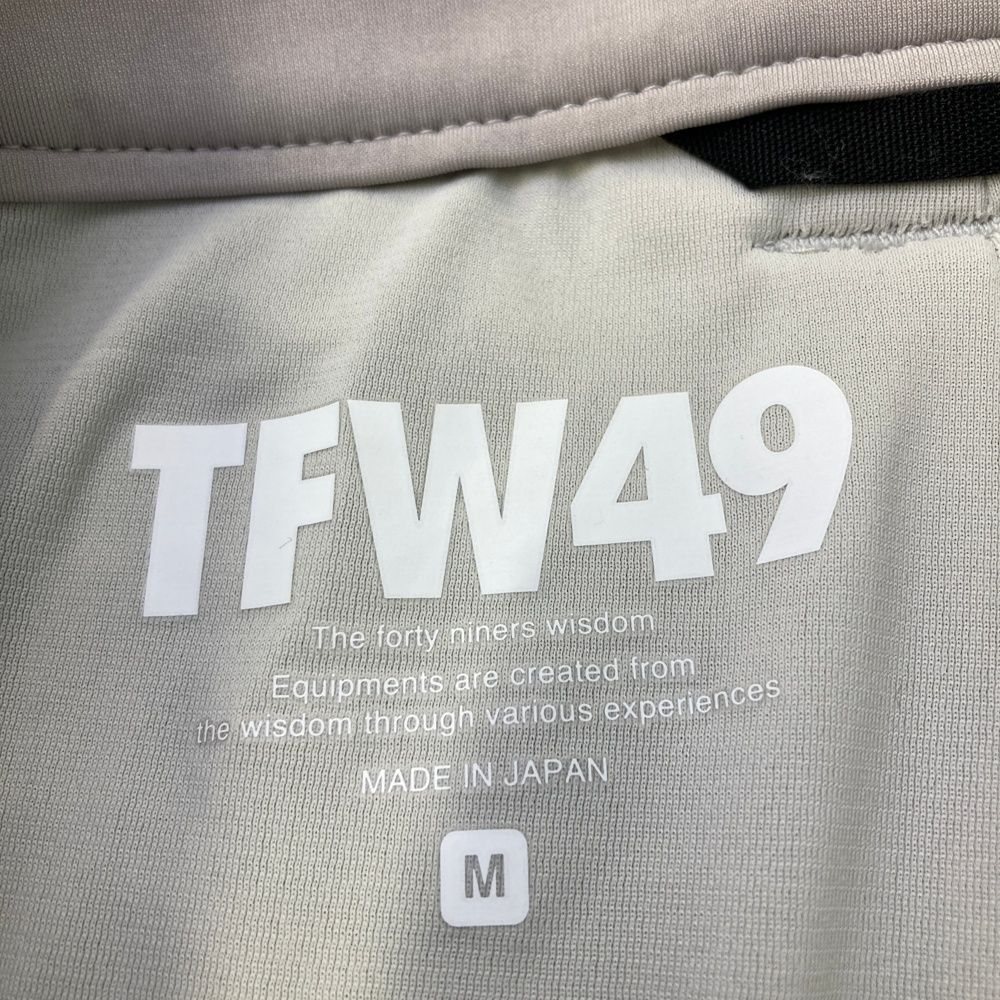 TFW49
The forty niners wisdom
Equipments are created from
the wisdom through various experiences
MADE IN JAPAN
M